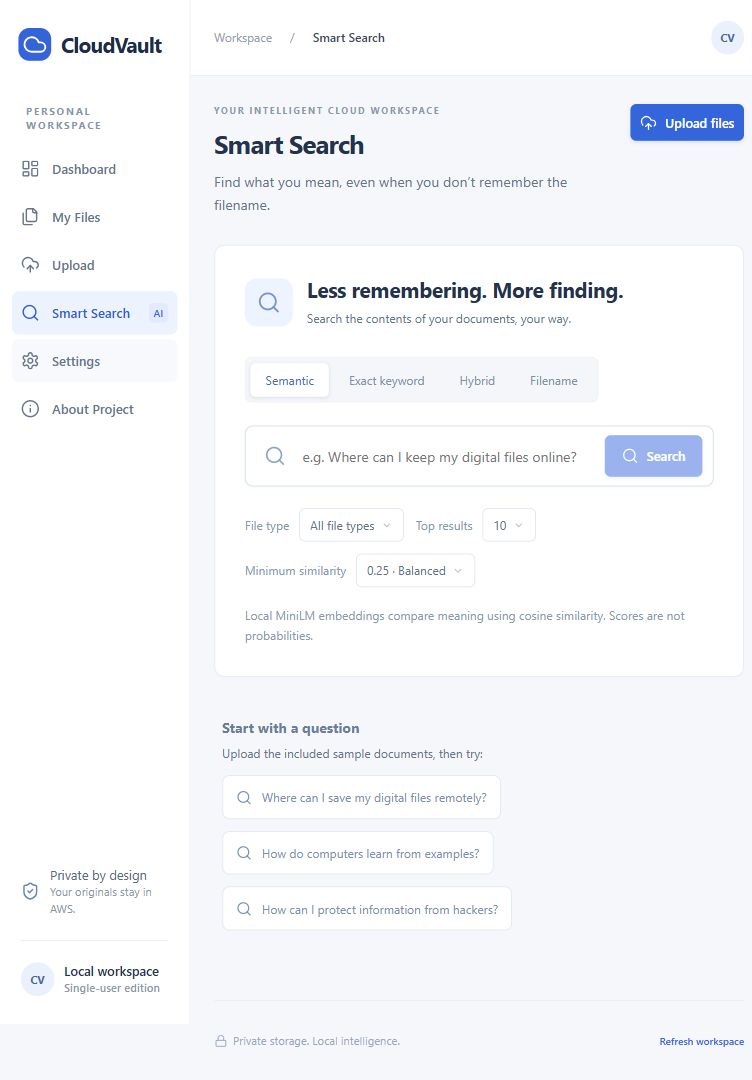 CloudVault
PERSONAL
WORKSPACE
Dashboard
My Files
Upload
Smart Search AI
Settings
About Project
Private by design
Your originals stay in
AWS.
CV
Local workspace
Single-user edition
Workspace / Smart Search
CV
YOUR INTELLIGENT CLOUD WORKSPACE
Smart Search
Find what you mean, even when you don’t remember the
filename.
Upload files
Less remembering. More finding.
Search the contents of your documents, your way.
Semantic Exact keyword Hybrid Filename
e.g. Where can I keep my digital files online? Search
File type All file types Top results 10
Minimum similarity 0.25 · Balanced
Local MiniLM embeddings compare meaning using cosine similarity. Scores are not
probabilities.
Start with a question
Upload the included sample documents, then try:
Where can I save my digital files remotely?
How do computers learn from examples?
How can I protect information from hackers?
Private storage. Local intelligence.
Refresh workspace